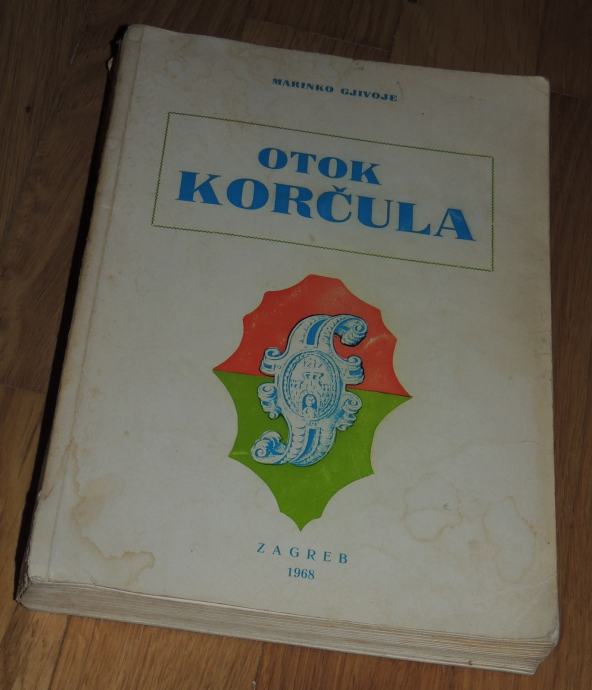 MARINKO GJIVOJE
OTOK
KORČULA
ZAGREB
1968